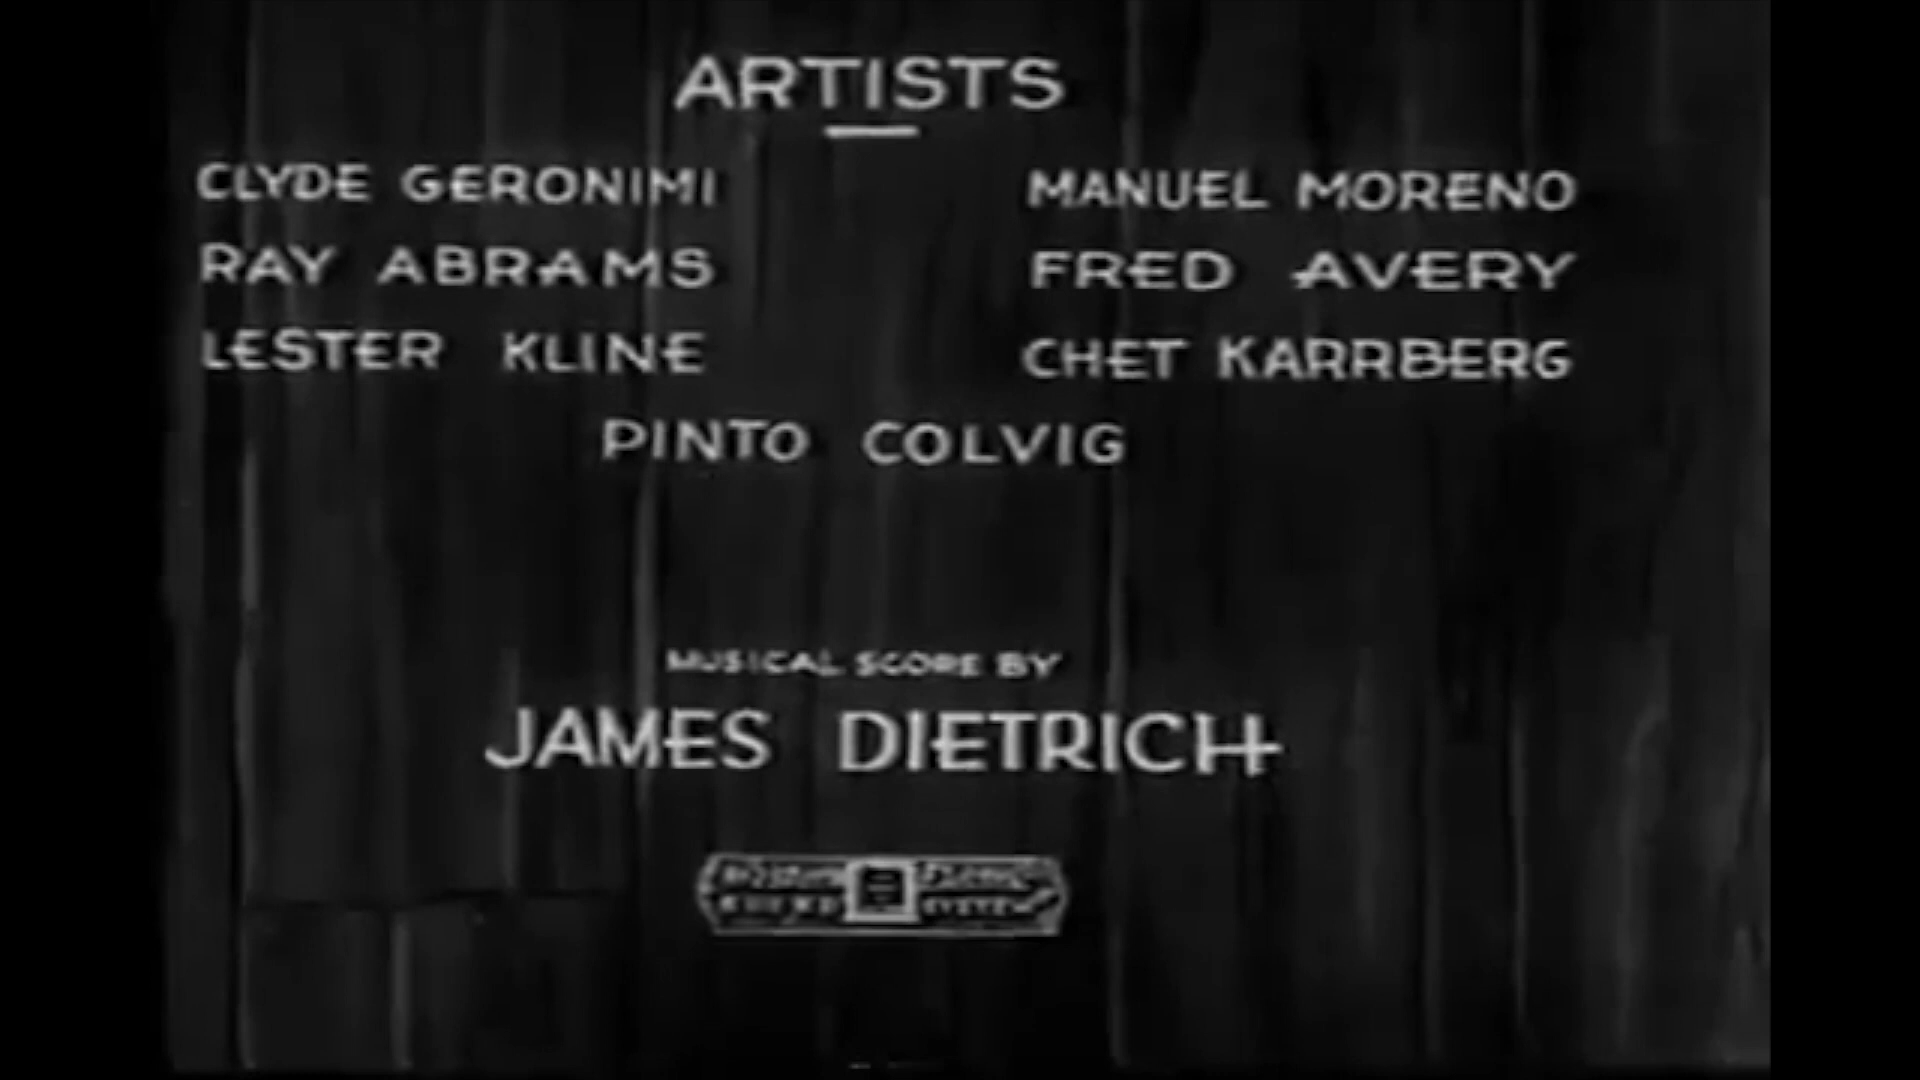 ARTISTS
CLYDE GERONIMI MANUEL MORENO
RAY ABRAMS FRED AVERY
LESTER KLINE CHET KARRBERG
PINTO COLVIG
MUSICAL SCORE BY
JAMES DIETRICH
SYSTEM